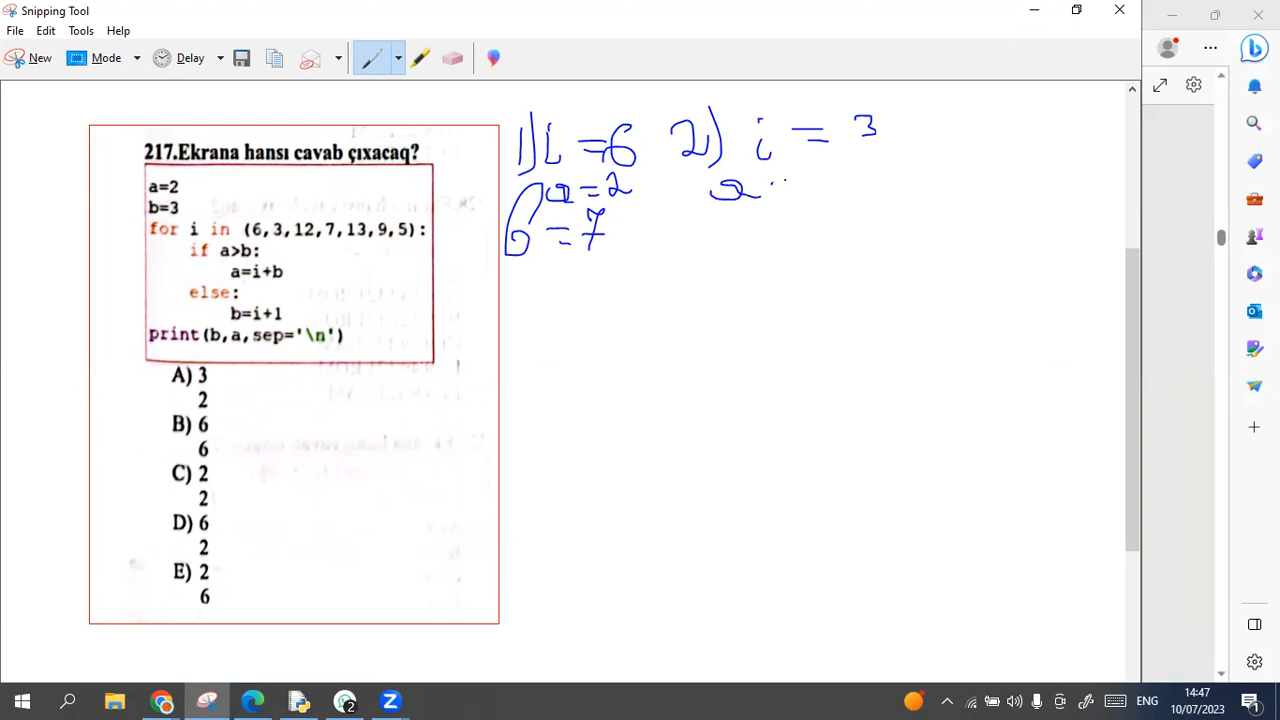 Snipping Tool
File Edit Tools Help
New Mode Delay
217.Ekrana hansı cavab çıxacaq?
a=2
b=3
for i in (6,3,12,7,13,9,5):
if a>b:
a=i+b
else:
b=i+1
print(b,a,sep='\n')
A) 3
2
B) 6
6
C) 2
2
D) 6
2
E) 2
6
1) i = 6 2) i = 3
a = 2 a
b = 7
ENG
14:47
10/07/2023